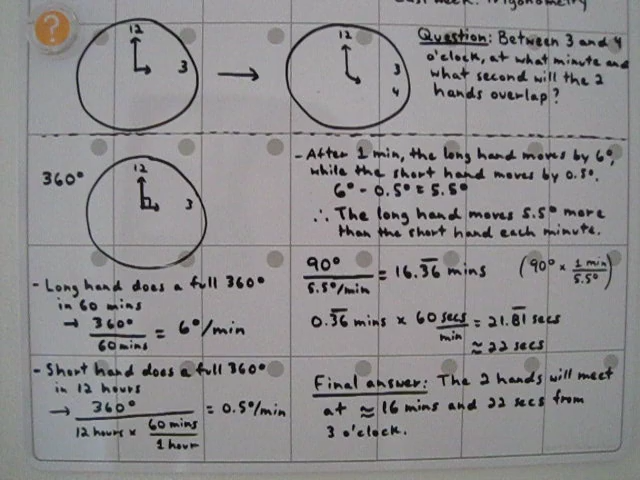 Last week: Trigonometry
?
12
3
12
3
4
Question: Between 3 and 4
o'clock, at what minute and
what second will the 2
hands overlap?
360°
12
3
- After 1 min, the long hand moves by 6°,
while the short hand moves by 0.5°.
6° - 0.5° = 5.5°
∴ The long hand moves 5.5° more
than the short hand each minute.
- Long hand does a full 360°
in 60 mins
→ 360°/60 mins = 6°/min
- Short hand does a full 360°
in 12 hours
→ 360°/(12 hours × 60 mins/1 hour) = 0.5°/min
90°/5.5°/min = 16.3̅6̅ mins (90° × 1 min/5.5°)
0.3̅6̅ mins × 60 secs/min = 21.8̅1̅ secs
≈ 22 secs
Final answer: The 2 hands will meet
at ≈ 16 mins and 22 secs from
3 o'clock.